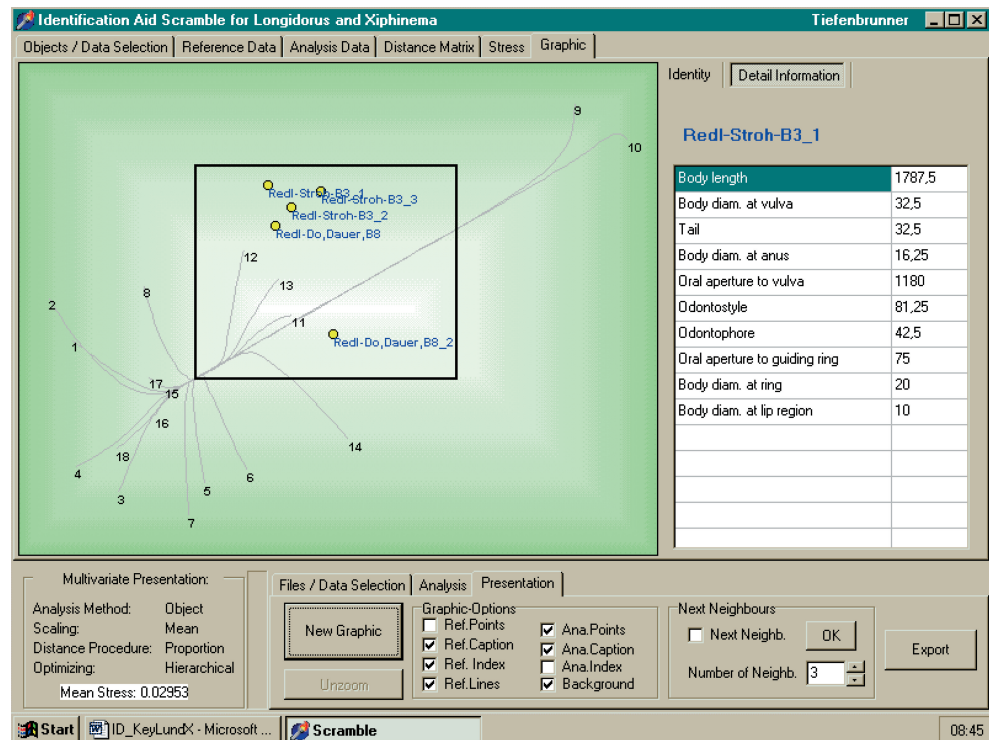 Identification Aid Scramble for Longidorus and Xiphinema Tiefenbrunner
Objects / Data Selection Reference Data Analysis Data Distance Matrix Stress Graphic
Identity Detail Information
Redl-Stroh-B3_1
Body length 1787,5
Body diam. at vulva 32,5
Tail 32,5
Body diam. at anus 16,25
Oral aperture to vulva 1180
Odontostyle 81,25
Odontophore 42,5
Oral aperture to guiding ring 75
Body diam. at ring 20
Body diam. at lip region 10
9
10
Redl-Stroh-B3_1
Redl-Stroh-B3_3
Redl-Stroh-B3_2
Redl-Do,Dauer,B8
12
13
8
2
11
Redl-Do,Dauer,B8_2
1
17
15
16
14
18
4
6
5
3
7
Multivariate Presentation:
Analysis Method: Object
Scaling: Mean
Distance Procedure: Proportion
Optimizing: Hierarchical
Mean Stress: 0.02953
Files / Data Selection Analysis Presentation
New Graphic
Unzoom
Graphic-Options
Ref.Points Ana.Points
Ref.Caption Ana.Caption
Ref. Index Ana.Index
Ref.Lines Background
Next Neighbours
Next Neighb. OK
Number of Neighb. 3
Export
Start ID_KeyLundX - Microsoft ... Scramble 08:45